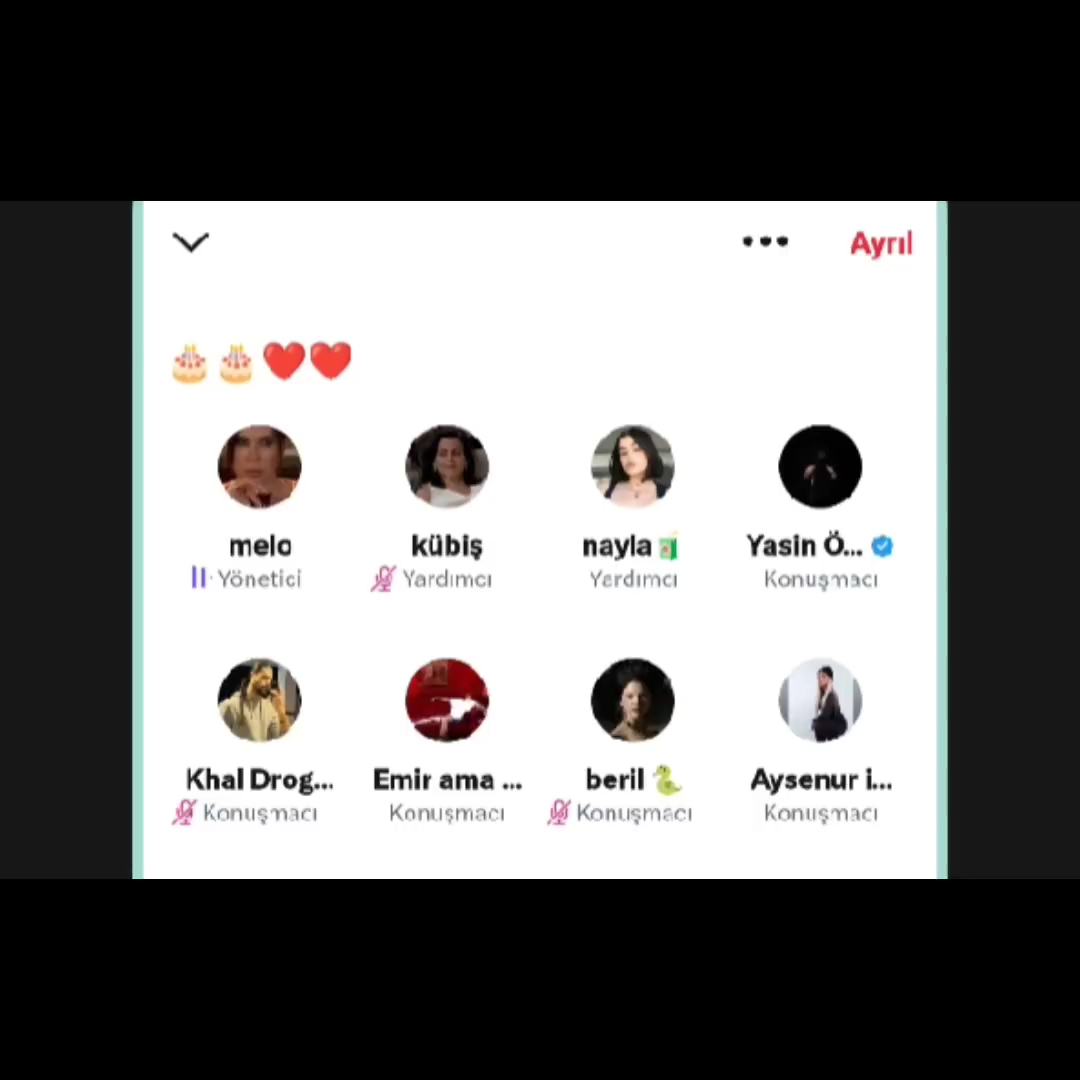 Ayrıl
🎂🎂❤️❤️
melo
kübiş
nayla🧃
Yasin Ö...
Yönetici
Yardımcı
Yardımcı
Konuşmacı
Khal Drog...
Emir ama ...
beril 🐍
Aysenur i...
Konuşmacı
Konuşmacı
Konuşmacı
Konuşmacı